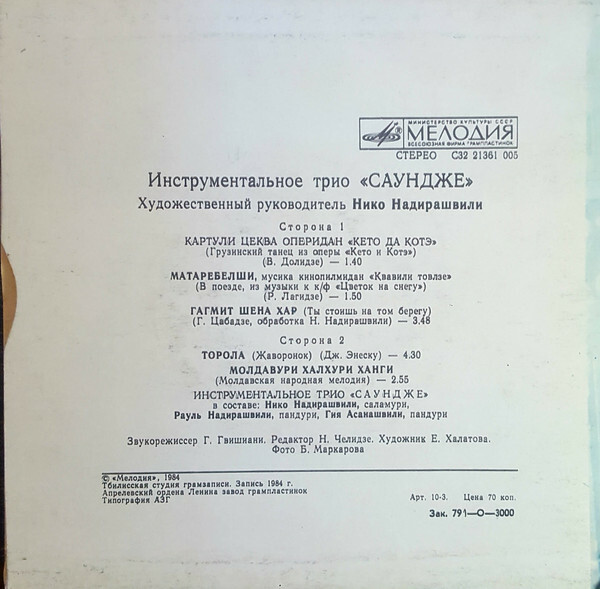 МИНИСТЕРСТВО КУЛЬТУРЫ СССР
МЕЛОДИЯ
ВСЕСОЮЗНАЯ ФИРМА ГРАМПЛАСТИНОК
СТЕРЕО С32 21361 005
Инструментальное трио «САУНДЖЕ»
Художественный руководитель Нико Надирашвили
Сторона 1
КАРТУЛИ ЦЕКВА ОПЕРИДАН «КЕТО ДА КОТЭ»
(Грузинский танец из оперы «Кето и Котэ»)
(В. Долидзе) — 1.40
МАТАРЕБЕЛШИ, мусика кинопилмидан «Квавили товлзе»
(В поезде, из музыки к к/ф «Цветок на снегу»)
(Р. Лагидзе) — 1.50
ГАГМИТ ШЕНА ХАР (Ты стоишь на том берегу)
(Г. Цабадзе, обработка Н. Надирашвили) — 3.48
Сторона 2
ТОРОЛА (Жаворонок) (Дж. Энеску) — 4.30
МОЛДАВУРИ ХАЛХУРИ ХАНГИ
(Молдавская народная мелодия) — 2.55
ИНСТРУМЕНТАЛЬНОЕ ТРИО «САУНДЖЕ»
в составе: Нико Надирашвили, саламури,
Рауль Надирашвили, пандури, Гия Асанашвили, пандури
Звукорежиссер Г. Гвишиани. Редактор Н. Челидзе. Художник Е. Халатова.
Фото Б. Маркарова
© «Мелодия», 1984
Тбилисская студия грамзаписи. Запись 1984 г.
Апрелевский ордена Ленина завод грампластинок
Типография АЗГ
Арт. 10-3. Цена 70 коп.
Зак. 791—О—3000